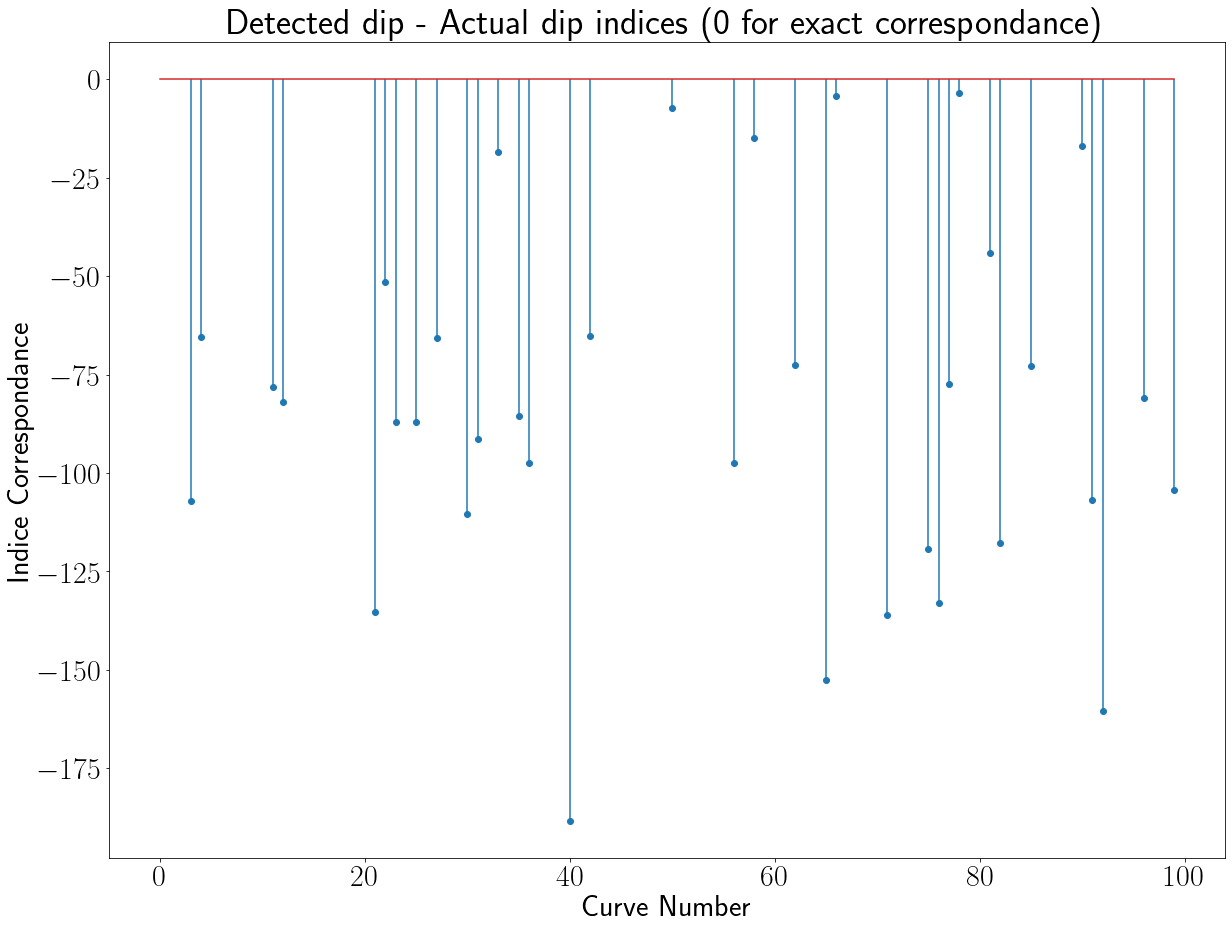 Detected dip - Actual dip indices (0 for exact correspondance)
0
−25
−50
−75
−100
−125
−150
−175
Indice Correspondance
0 20 40 60 80 100
Curve Number